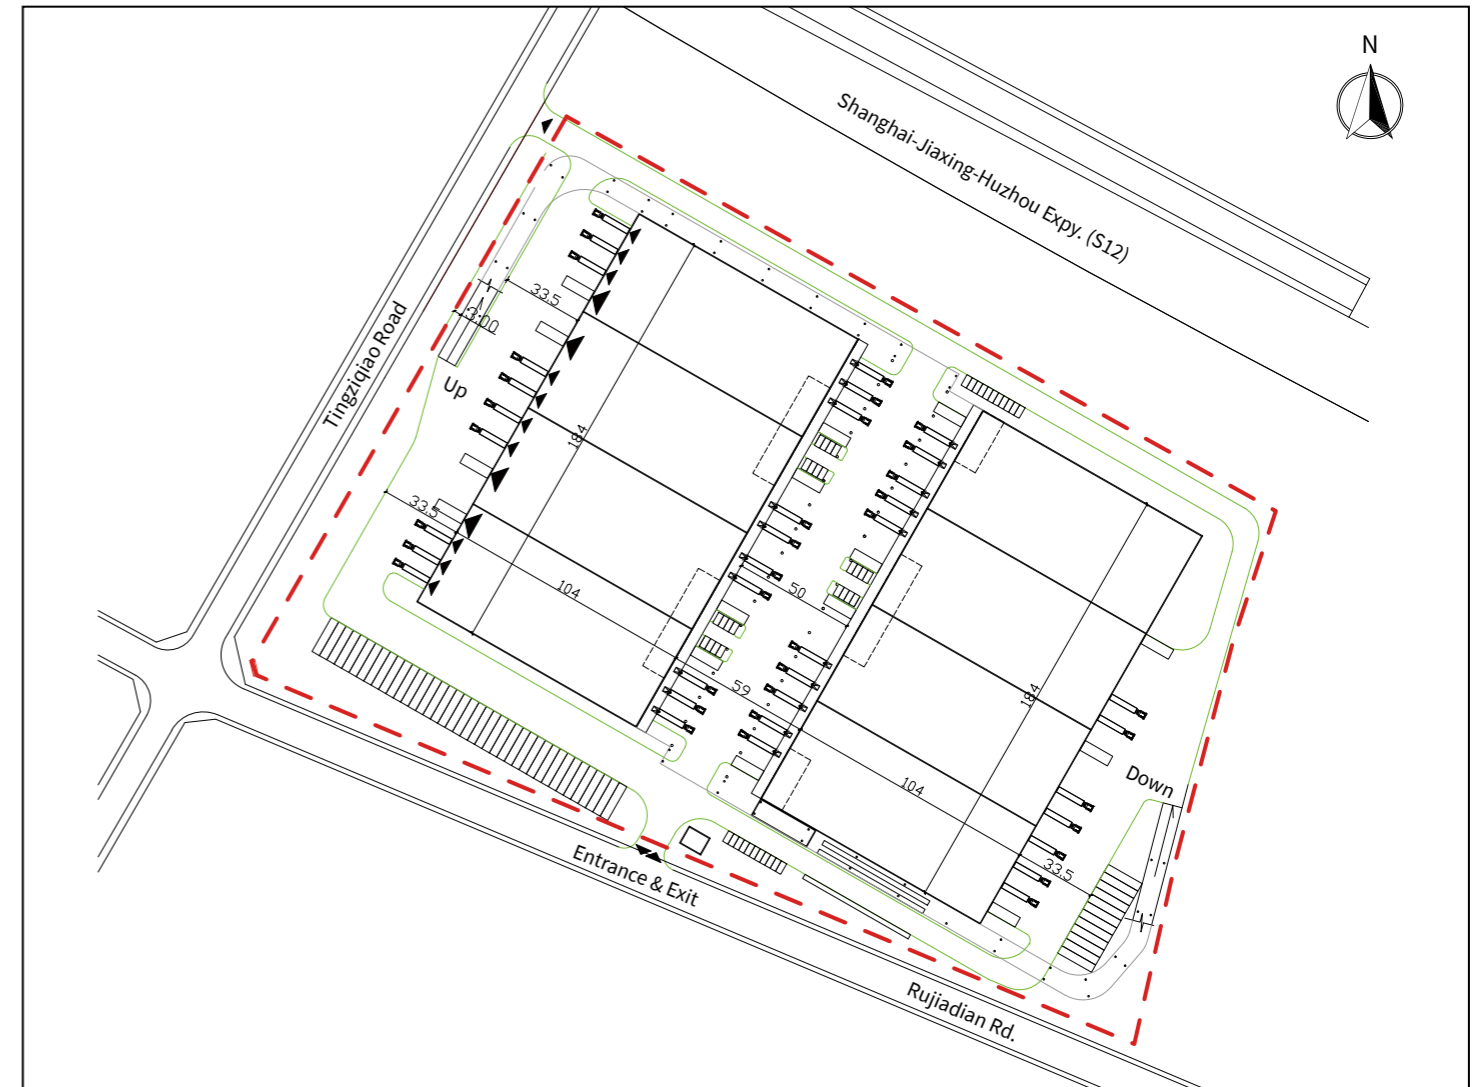 N
Shanghai-Jiaxing-Huzhou Expy. (S12)
33.5
3.00
Tingziqiao Road
Up
184
33.5
104
50
59
184
Down
104
33.5
Entrance & Exit
Rujiadian Rd.